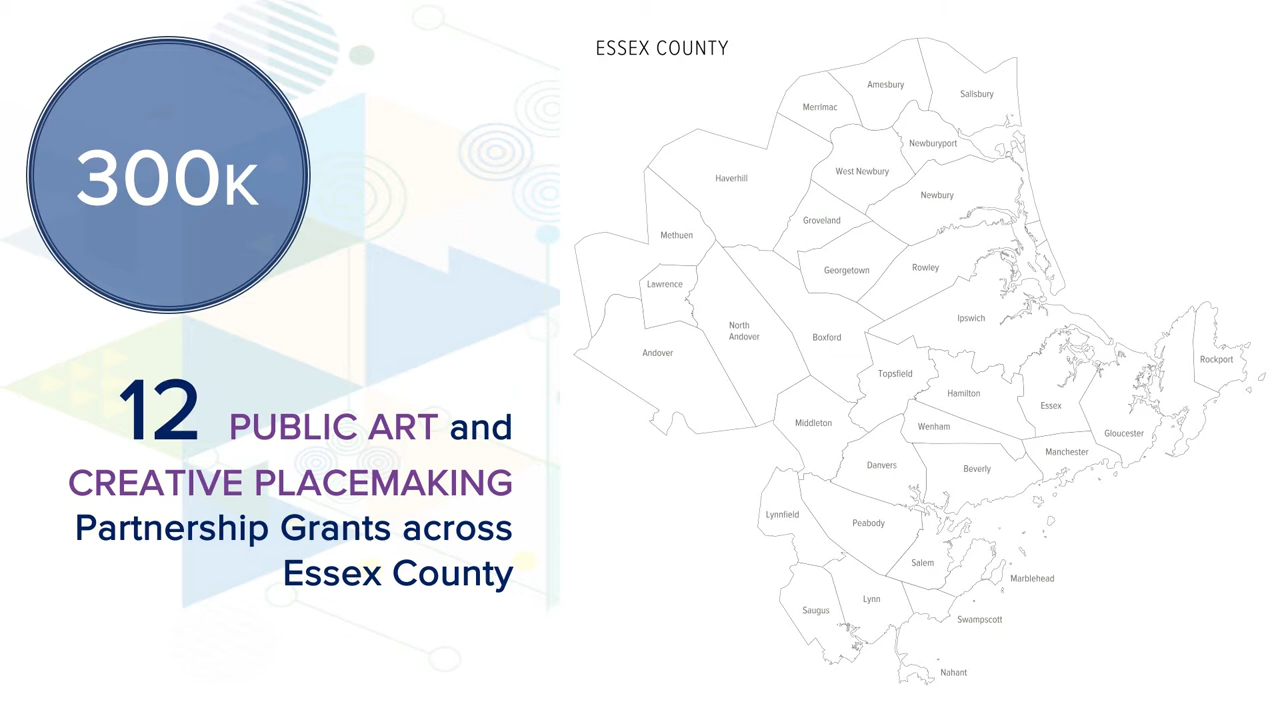 300K
12 PUBLIC ART and
CREATIVE PLACEMAKING
Partnership Grants across
Essex County
ESSEX COUNTY
Amesbury
Salisbury
Merrimac
Newburyport
West Newbury
Haverhill
Newbury
Groveland
Methuen
Georgetown
Rowley
Lawrence
Ipswich
North
Andover
Boxford
Andover
Rockport
Topsfield
Hamilton
Essex
Middleton
Wenham
Gloucester
Manchester
Danvers
Beverly
Lynnfield
Peabody
Salem
Marblehead
Lynn
Saugus
Swampscott
Nahant